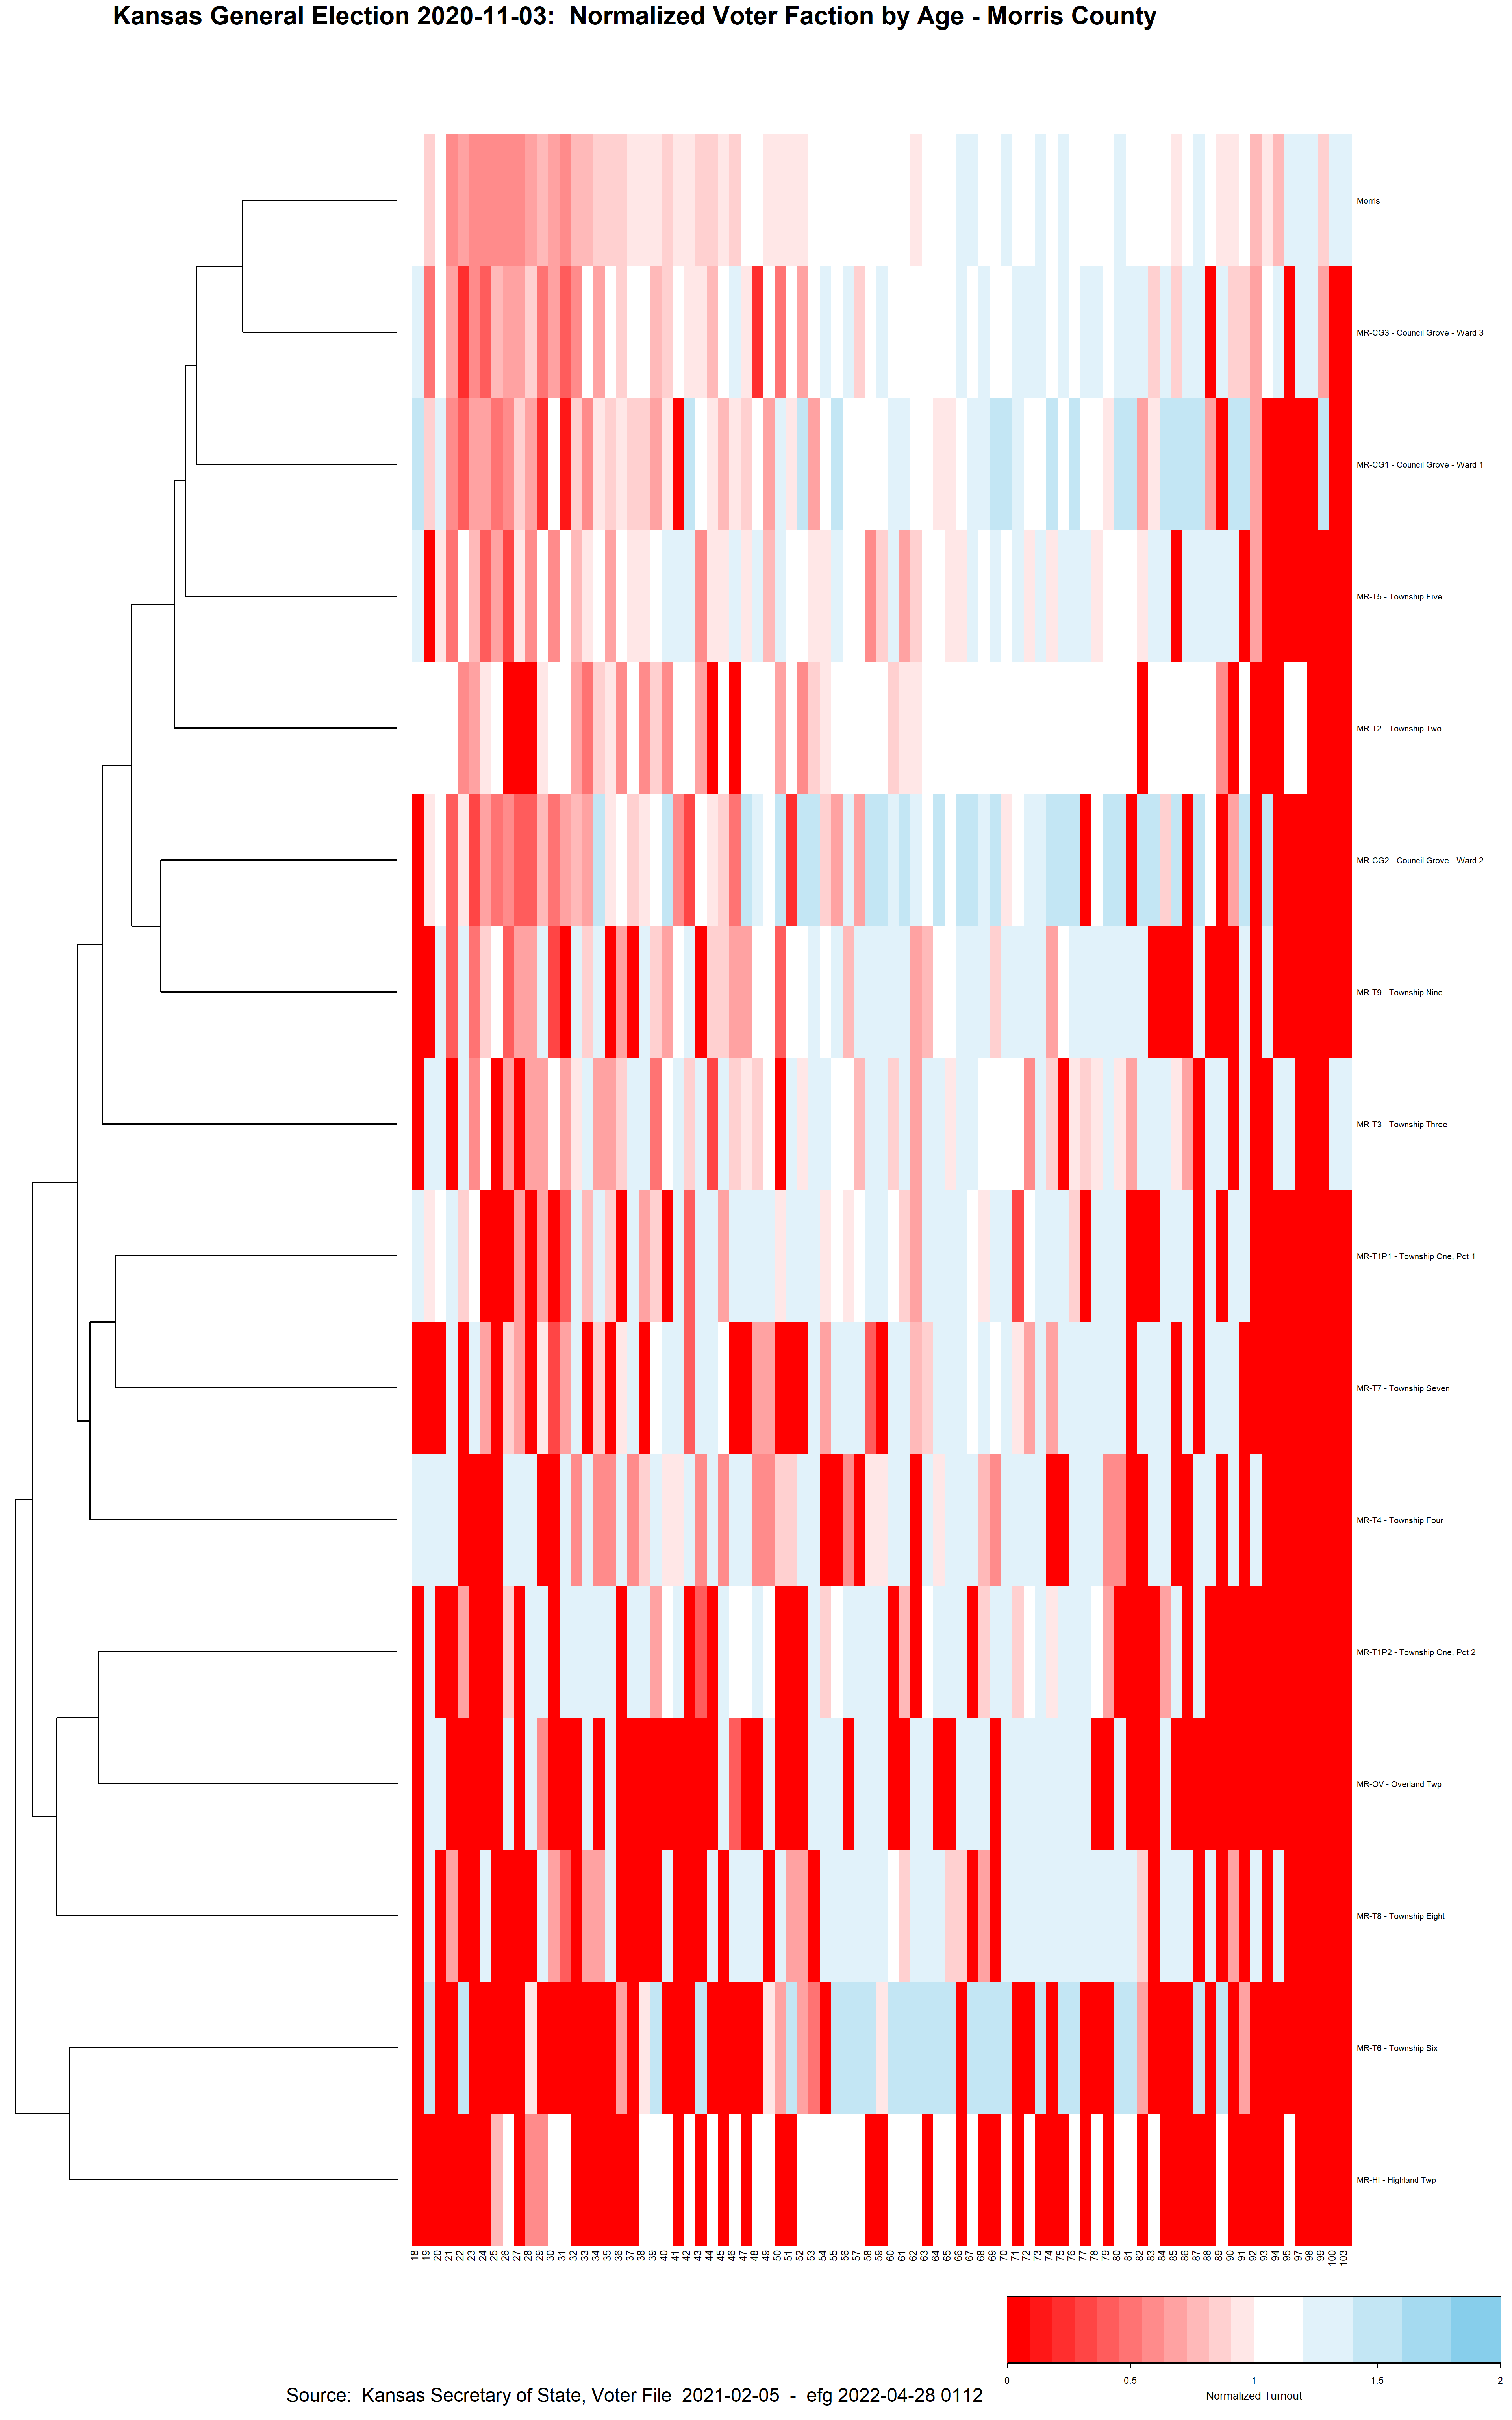 Kansas General Election 2020-11-03:  Normalized Voter Faction by Age - Morris County
Morris
MR-CG3 - Council Grove - Ward 3
MR-CG1 - Council Grove - Ward 1
MR-T5 - Township Five
MR-T2 - Township Two
MR-CG2 - Council Grove - Ward 2
MR-T9 - Township Nine
MR-T3 - Township Three
MR-T1P1 - Township One, Pct 1
MR-T7 - Township Seven
MR-T4 - Township Four
MR-T1P2 - Township One, Pct 2
MR-OV - Overland Twp
MR-T8 - Township Eight
MR-T6 - Township Six
MR-HI - Highland Twp
18 19 20 21 22 23 24 25 26 27 28 29 30 31 32 33 34 35 36 37 38 39 40 41 42 43 44 45 46 47 48 49 50 51 52 53 54 55 56 57 58 59 60 61 62 63 64 65 66 67 68 69 70 71 72 73 74 75 76 77 78 79 80 81 82 83 84 85 86 87 88 89 90 91 92 93 94 95 97 99 100 103
0 0.5 1 1.5 2
Normalized Turnout
Source:  Kansas Secretary of State, Voter File  2021-02-05  -  efg 2022-04-28 0112